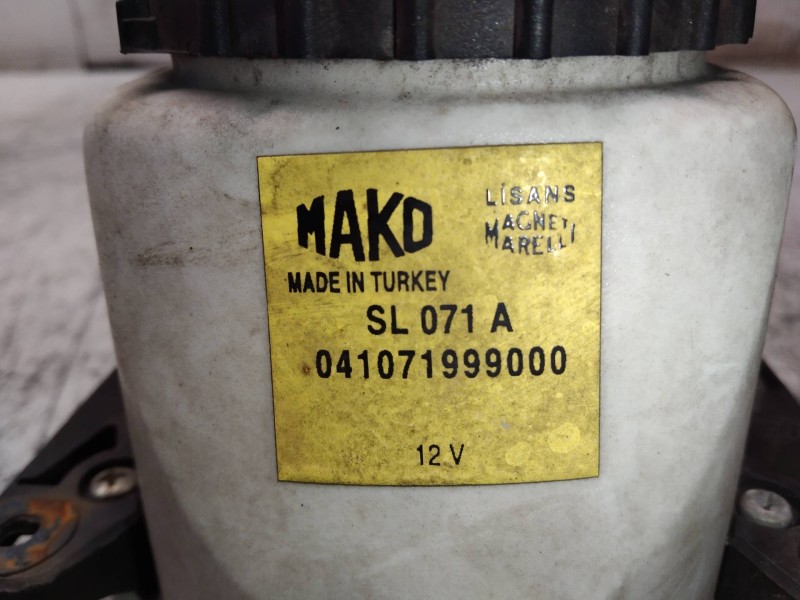 MAKO
LİSANS
MAGNETI
MARELLI
MADE IN TURKEY
SL 071 A
041071999000
12 V